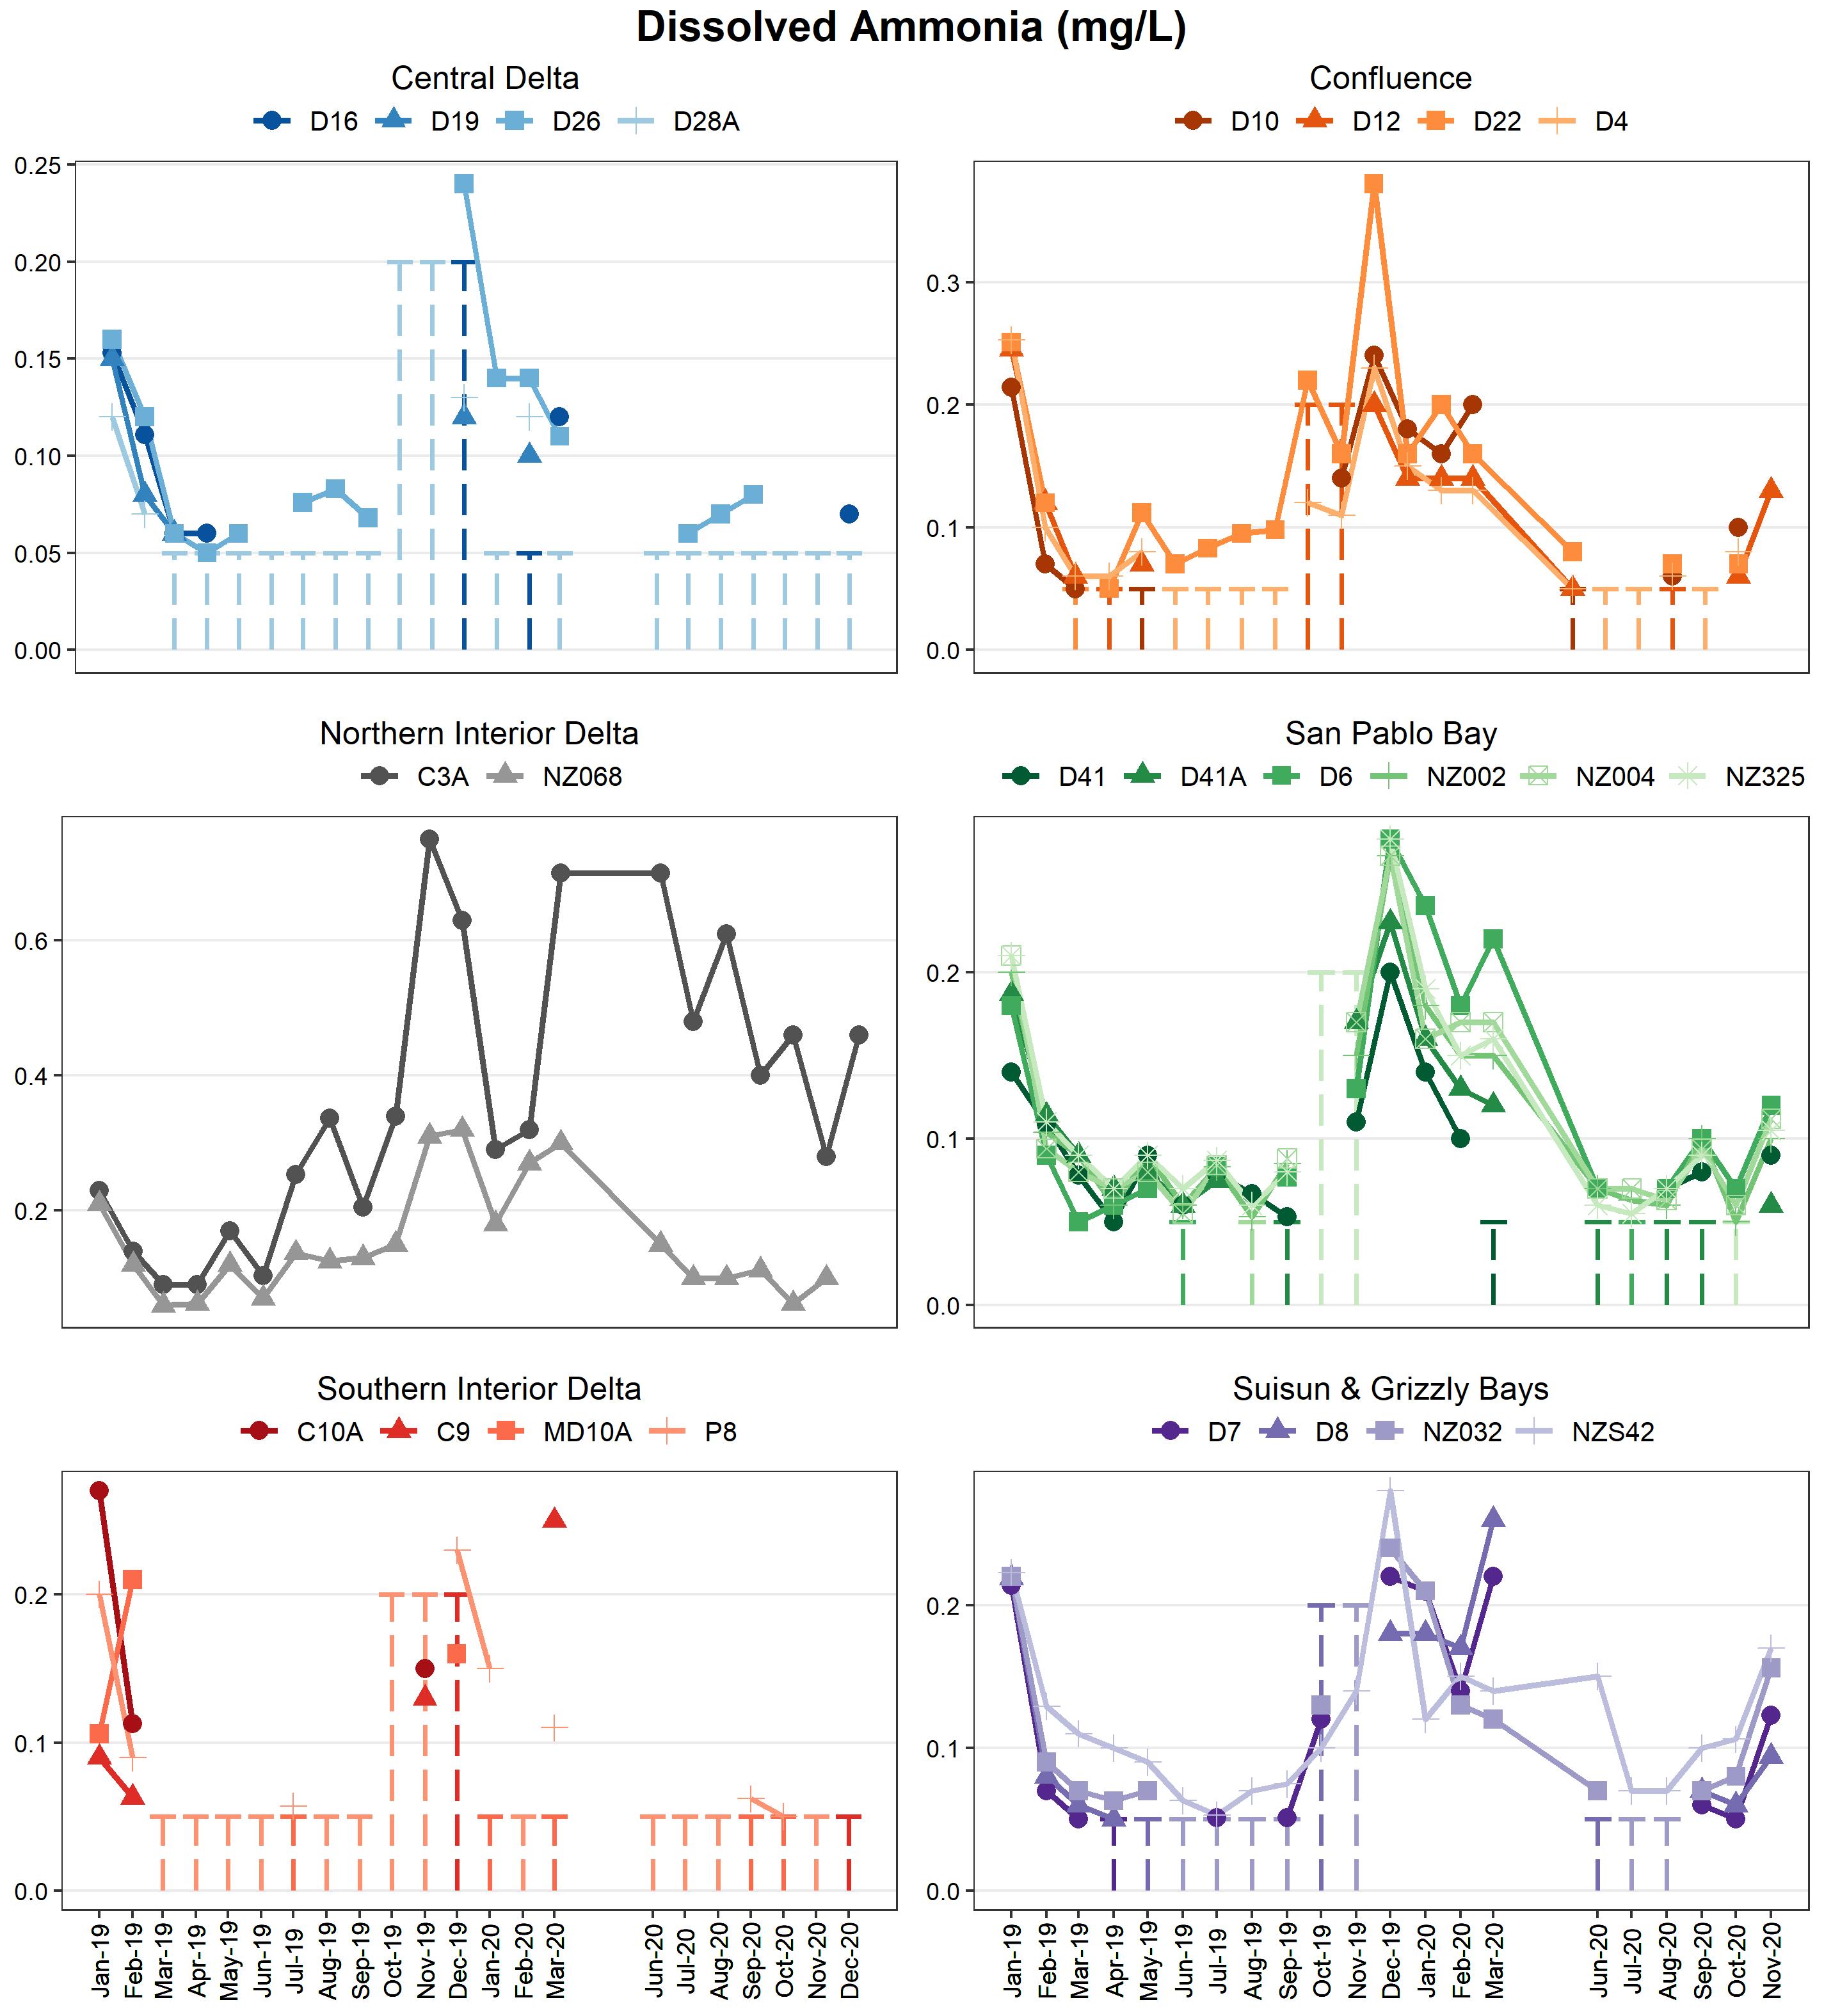 Dissolved Ammonia (mg/L)
Central Delta
D16 D19 D26 D28A
0.25
0.20
0.15
0.10
0.05
0.00
Confluence
D10 D12 D22 D4
0.3
0.2
0.1
0.0
Northern Interior Delta
C3A NZ068
0.6
0.4
0.2
San Pablo Bay
D41 D41A D6 NZ002 NZ004 NZ325
0.2
0.1
0.0
Southern Interior Delta
C10A C9 MD10A P8
0.2
0.1
0.0
Jan-19
Feb-19
Mar-19
Apr-19
May-19
Jun-19
Jul-19
Aug-19
Sep-19
Oct-19
Nov-19
Dec-19
Jan-20
Feb-20
Mar-20
Jun-20
Jul-20
Aug-20
Sep-20
Oct-20
Nov-20
Dec-20
Suisun & Grizzly Bays
D7 D8 NZ032 NZS42
0.2
0.1
0.0
Jan-19
Feb-19
Mar-19
Apr-19
May-19
Jun-19
Jul-19
Aug-19
Sep-19
Oct-19
Nov-19
Dec-19
Jan-20
Feb-20
Mar-20
Jun-20
Jul-20
Aug-20
Sep-20
Oct-20
Nov-20